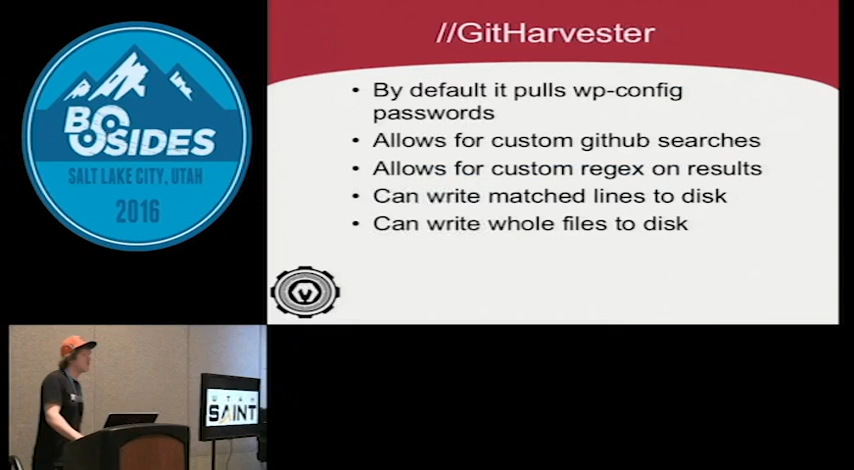 //GitHarvester
• By default it pulls wp-config
passwords
• Allows for custom github searches
• Allows for custom regex on results
• Can write matched lines to disk
• Can write whole files to disk
BSIDES
SALT LAKE CITY, UTAH
2016
UTAH
SAINT